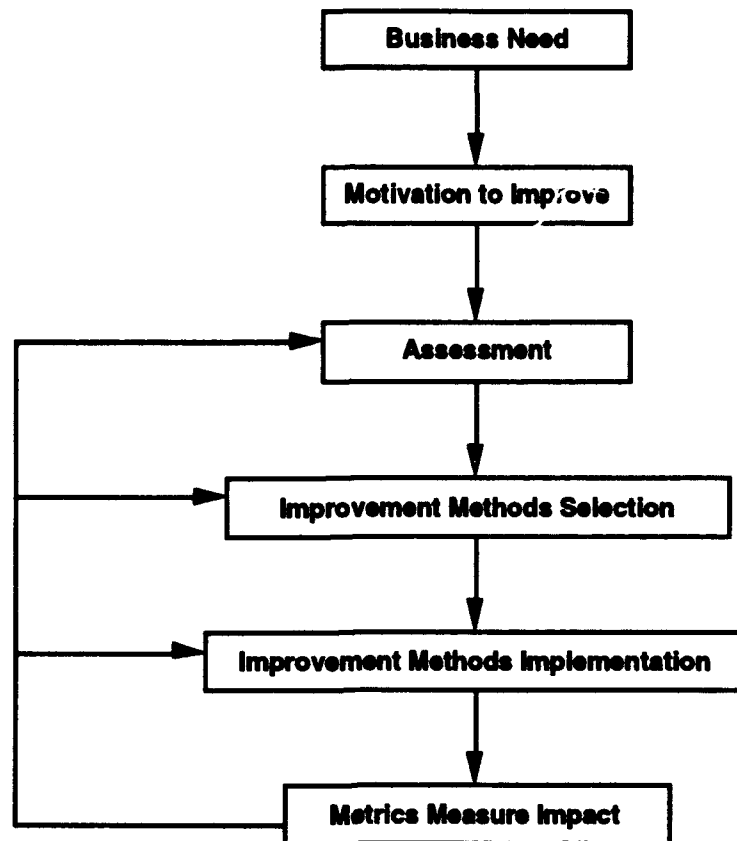 Business Need
Motivation to Improve
Assessment
Improvement Methods Selection
Improvement Methods Implementation
Metrics Measure Impact